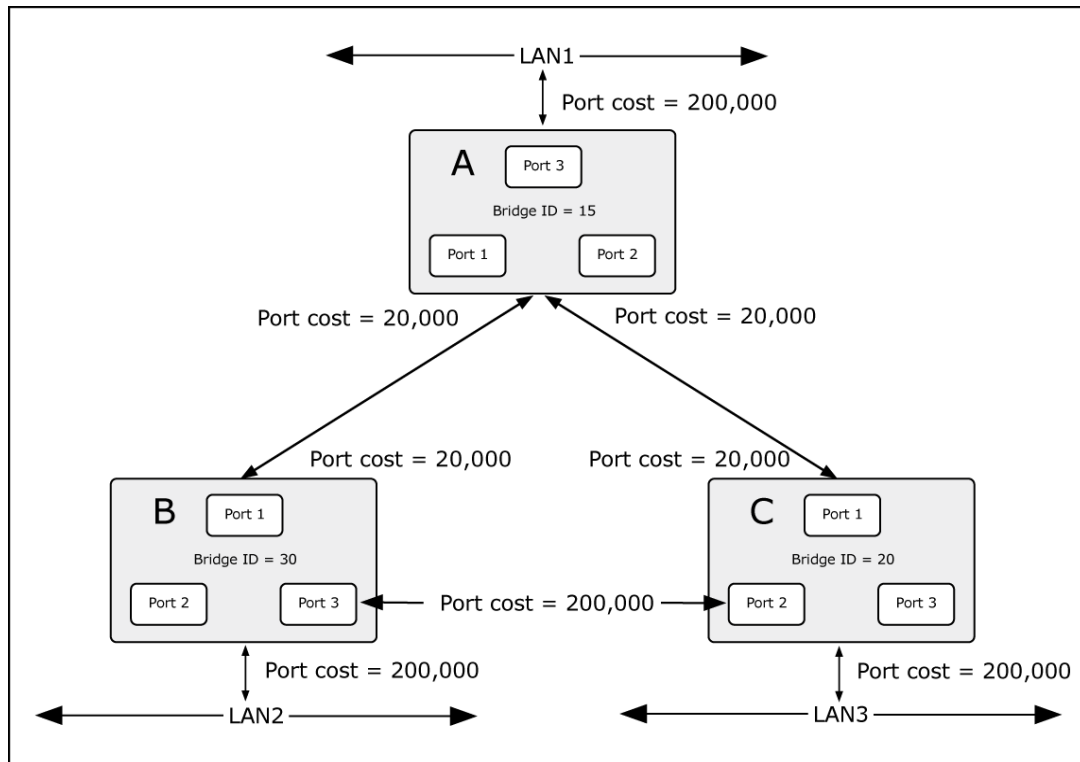 LAN1
Port cost = 200,000
A
Port 3
Bridge ID = 15
Port 1
Port 2
Port cost = 20,000
Port cost = 20,000
Port cost = 20,000
Port cost = 20,000
B
Port 1
Bridge ID = 30
Port 2
Port 3
C
Port 1
Bridge ID = 20
Port 2
Port 3
Port cost = 200,000
Port cost = 200,000
LAN2
Port cost = 200,000
LAN3